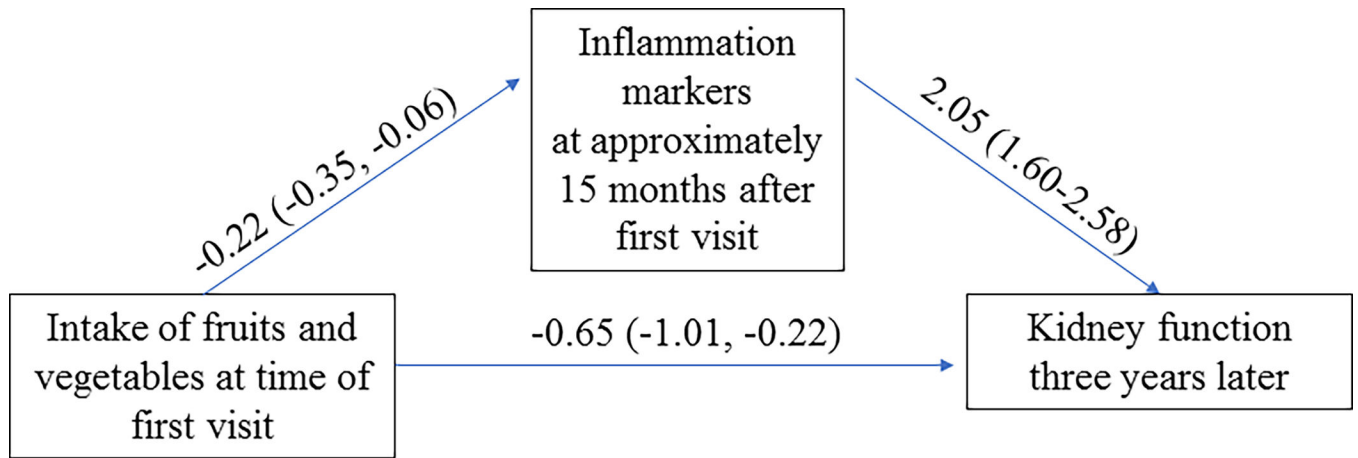 Inflammation
markers
at approximately
15 months after
first visit
-0.22 (-0.35, -0.06)
2.05 (1.60-2.58)
Intake of fruits and
vegetables at time of
first visit
-0.65 (-1.01, -0.22)
Kidney function
three years later